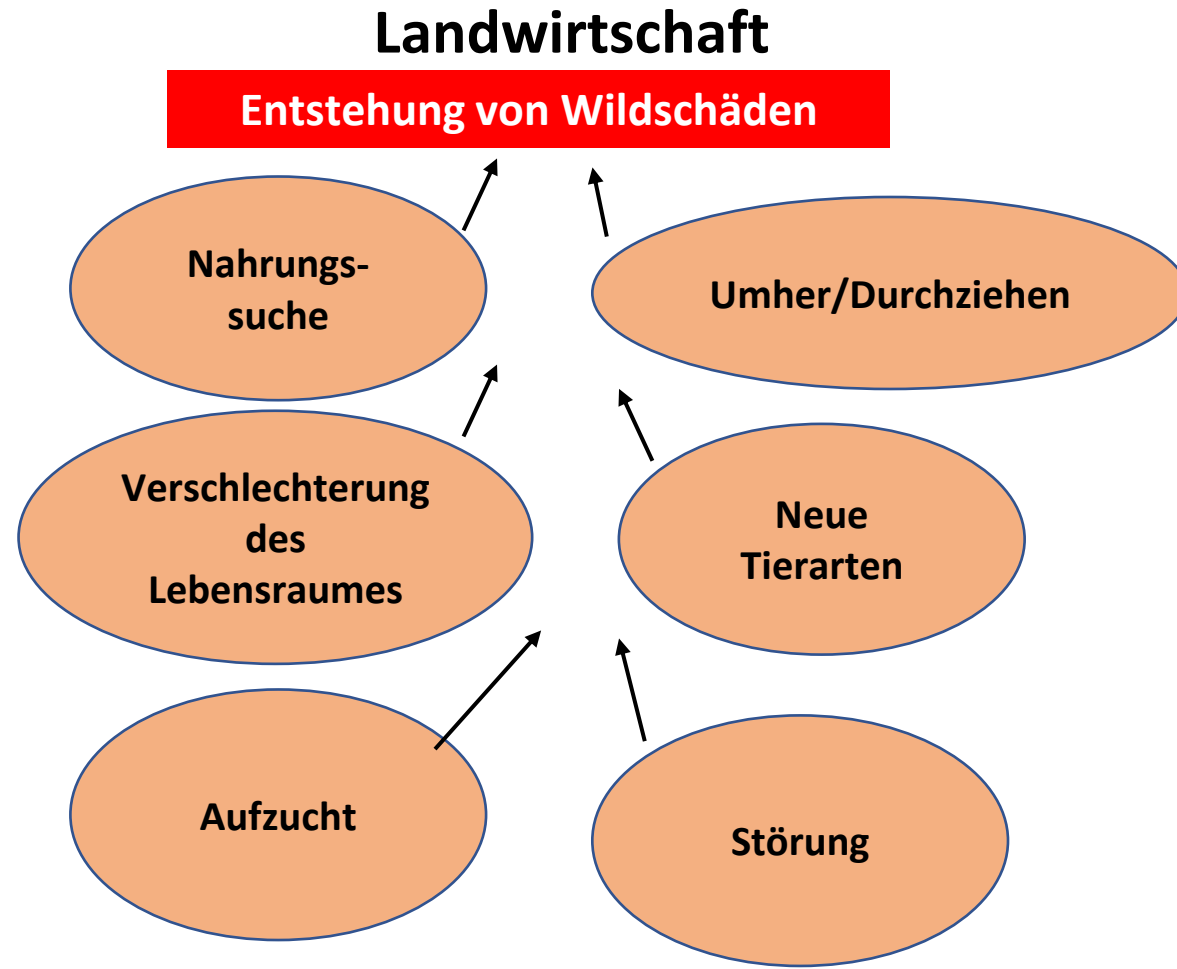 Landwirtschaft
Entstehung von Wildschäden
Nahrungs-
suche
Umher/Durchziehen
Verschlechterung
des
Lebensraumes
Neue
Tierarten
Aufzucht
Störung